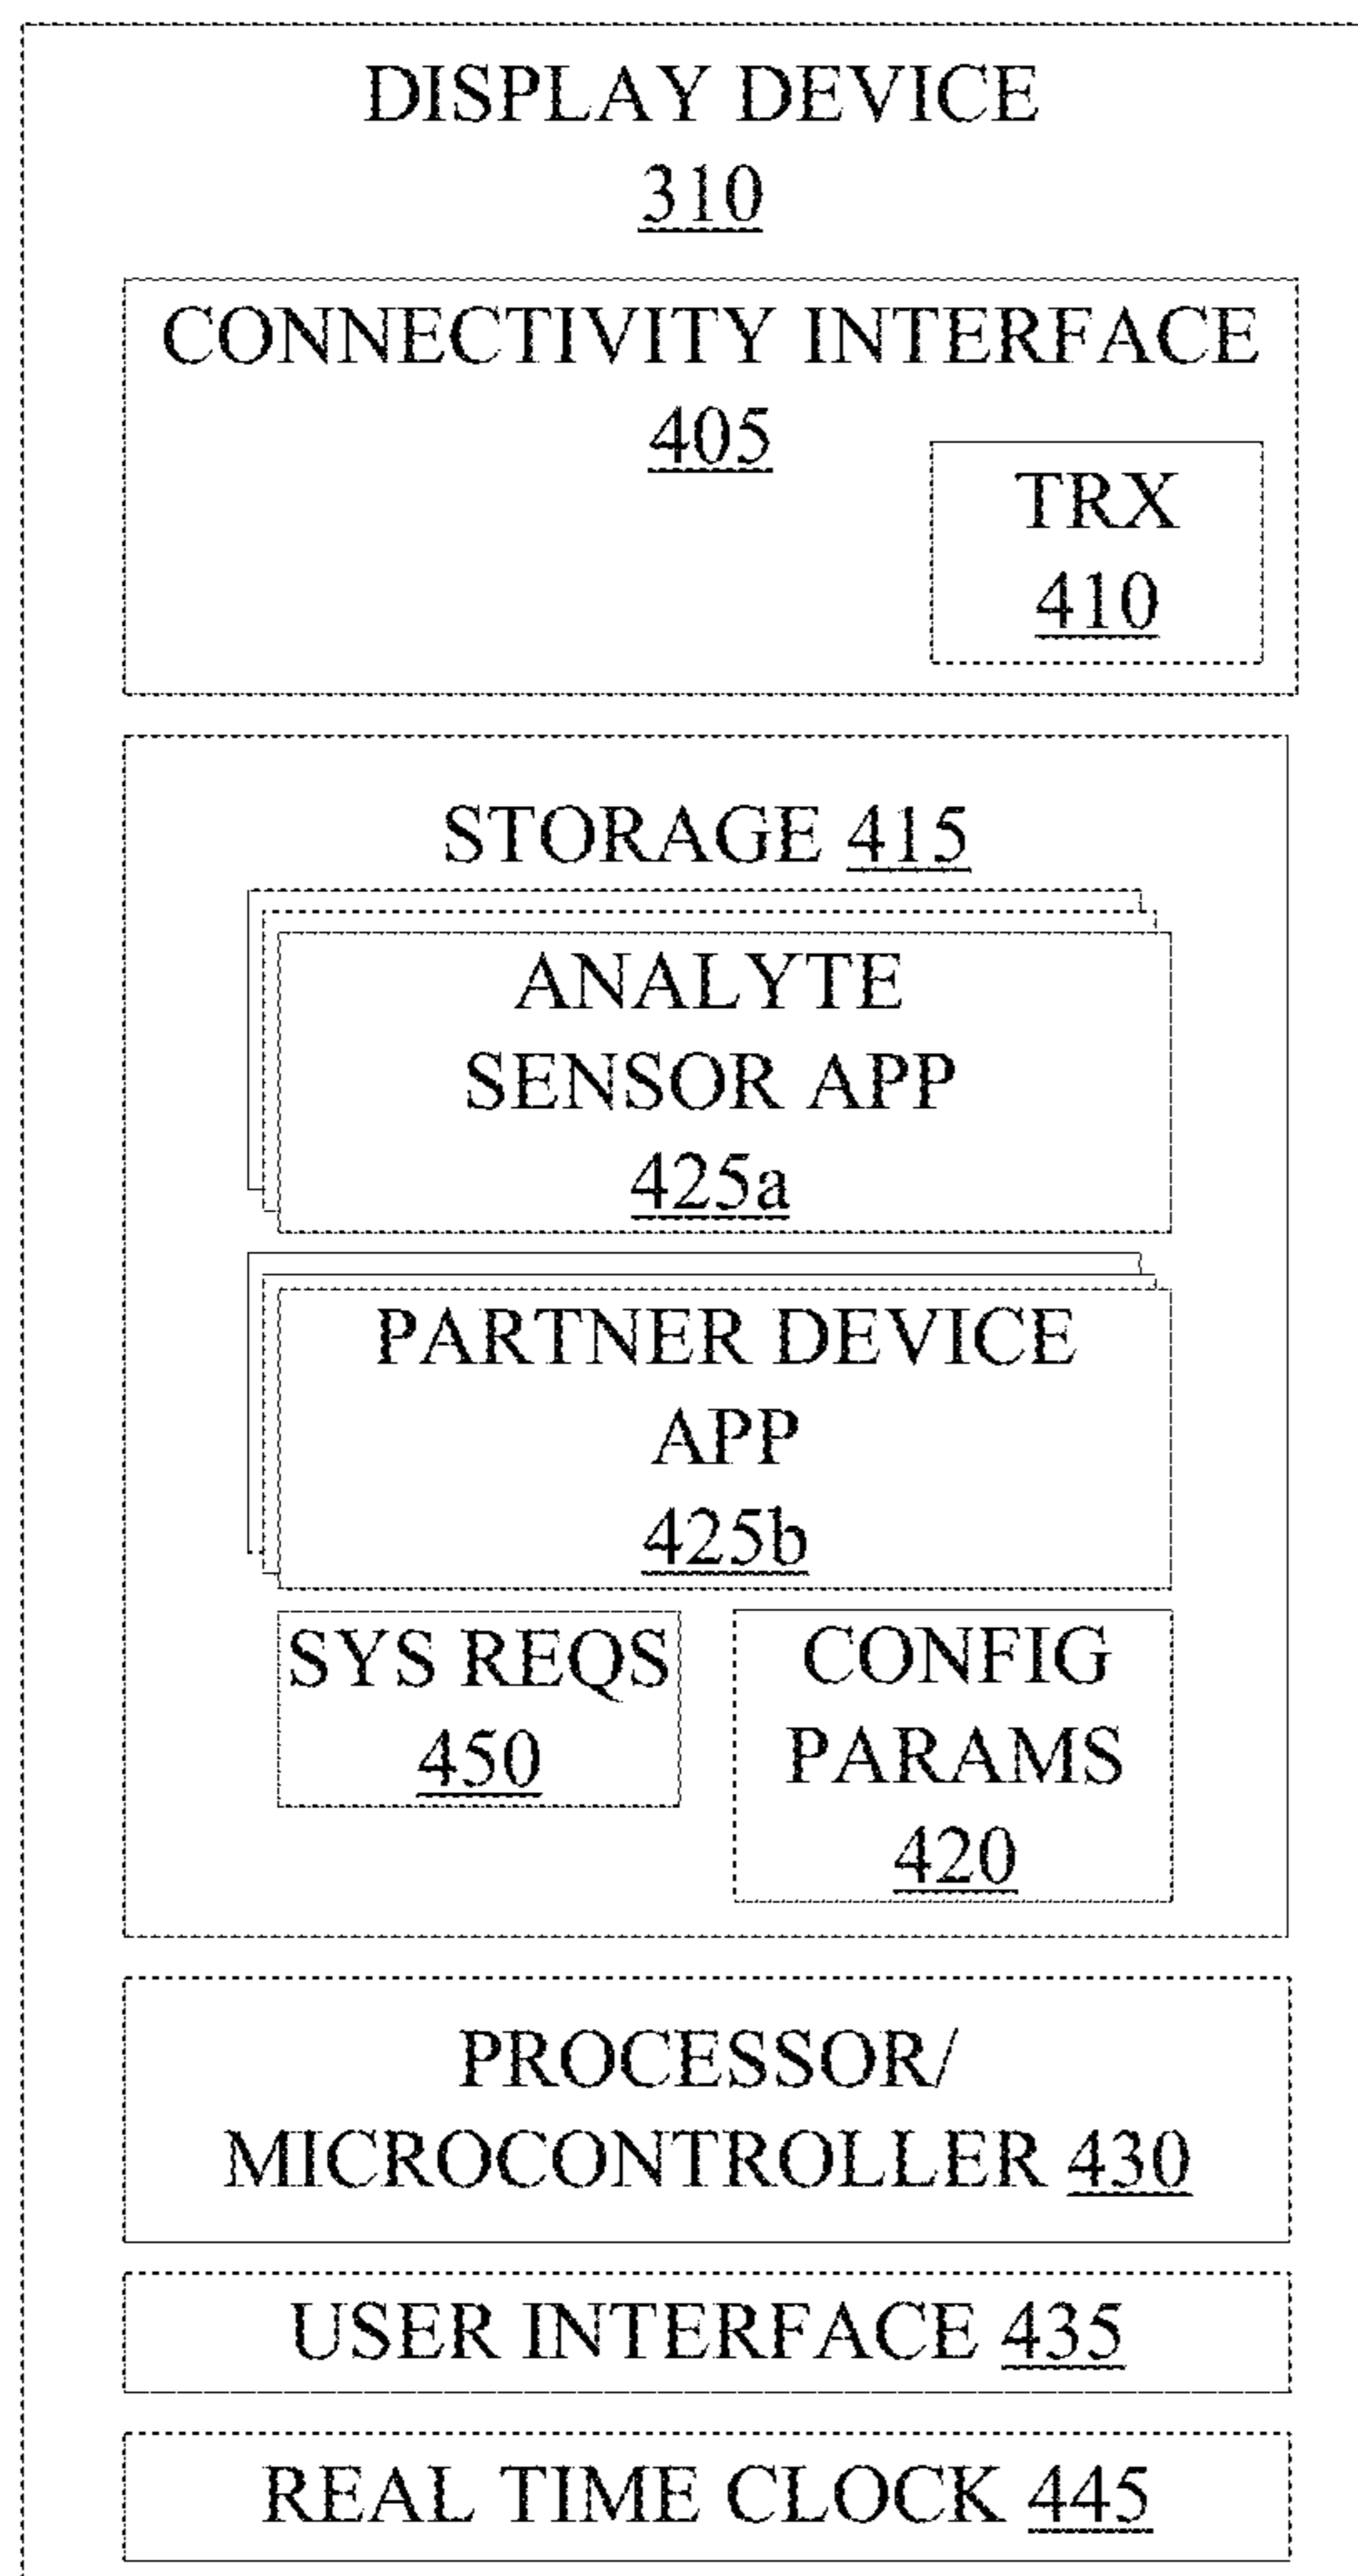 DISPLAY DEVICE
310
CONNECTIVITY INTERFACE
405
TRX
410
STORAGE 415
ANALYTE
SENSOR APP
425a
PARTNER DEVICE
APP
425b
SYS REQS
450
CONFIG
PARAMS
420
PROCESSOR/
MICROCONTROLLER 430
USER INTERFACE 435
REAL TIME CLOCK 445